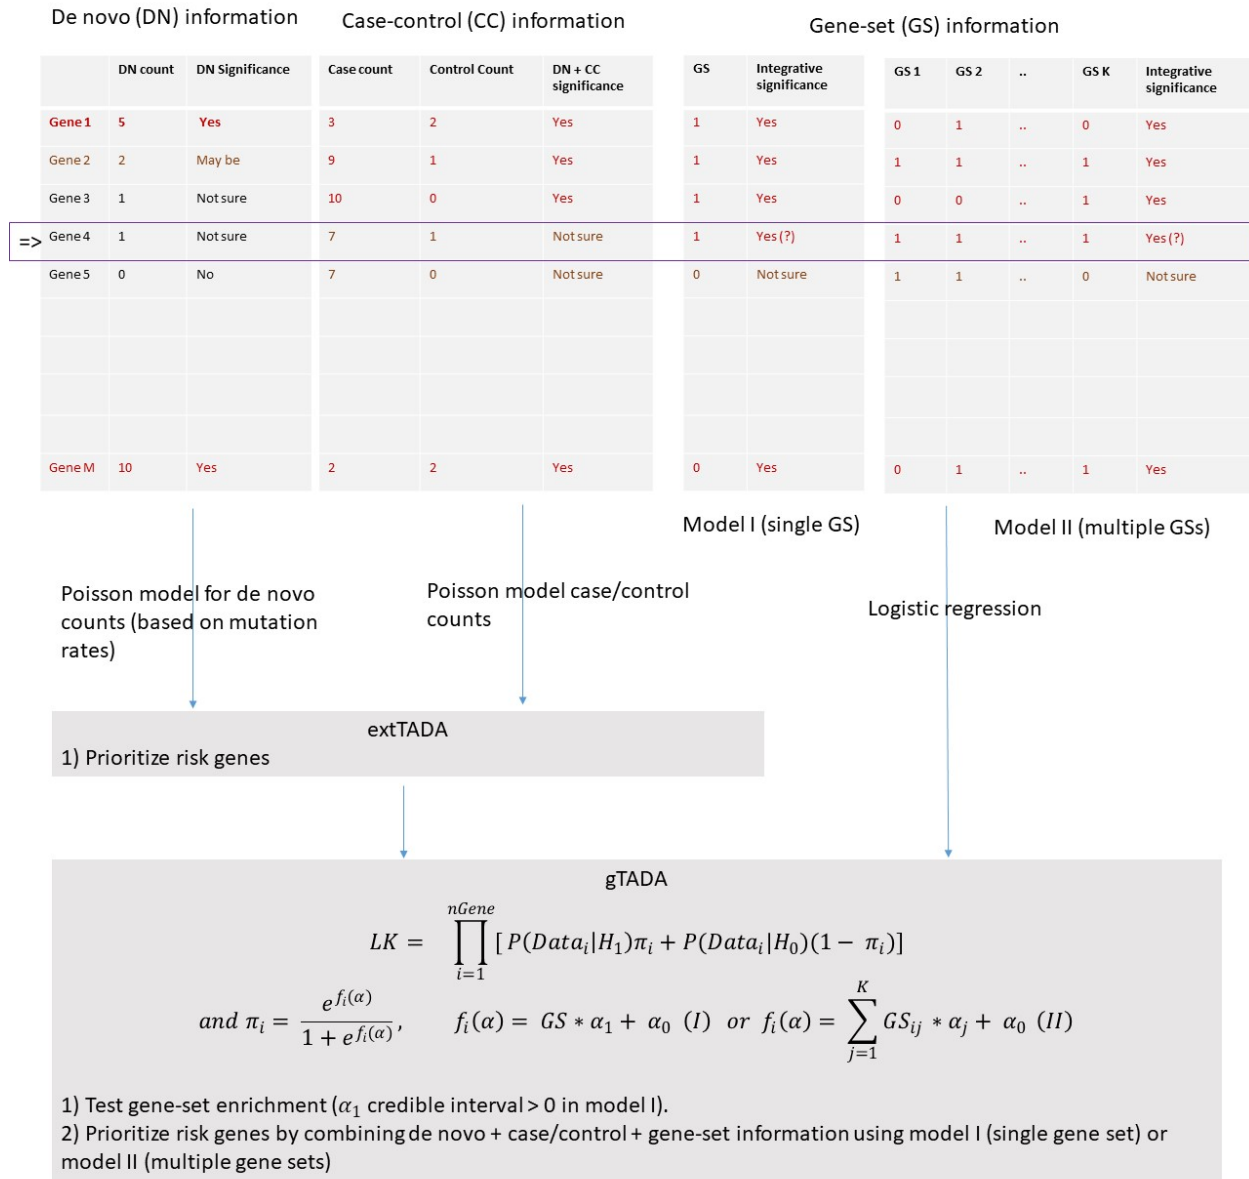 De novo (DN) information
Case-control (CC) information
Gene-set (GS) information
DN count DN Significance Case count Control Count DN + CC significance GS Integrative significance GS 1 GS 2 .. GS K Integrative significance
Gene 1 5 Yes 3 2 Yes 1 Yes 0 1 .. 0 Yes
Gene 2 2 May be 9 1 Yes 1 Yes 1 1 .. 1 Yes
Gene 3 1 Not sure 10 0 Yes 1 Yes 0 0 .. 1 Yes
=> Gene 4 1 Not sure 7 1 Not sure 1 Yes (?) 1 1 .. 1 Yes (?)
Gene 5 0 No 7 0 Not sure 0 Not sure 1 1 .. 0 Not sure
Gene M 10 Yes 2 2 Yes 0 Yes 0 1 .. 1 Yes
Model I (single GS)
Model II (multiple GSs)
Poisson model for de novo
counts (based on mutation
rates)
Poisson model case/control
counts
Logistic regression
extTADA
1) Prioritize risk genes
gTADA
LK = ∏_{i=1}^{nGene} [ P(Data_i|H_1)π_i + P(Data_i|H_0)(1 − π_i)]
and π_i = e^{f_i(α)} / (1 + e^{f_i(α)}), f_i(α) = GS * α_1 + α_0 (I) or f_i(α) = ∑_{j=1}^{K} GS_{ij} * α_j + α_0 (II)
1) Test gene-set enrichment (α_1 credible interval > 0 in model I).
2) Prioritize risk genes by combining de novo + case/control + gene-set information using model I (single gene set) or
model II (multiple gene sets)